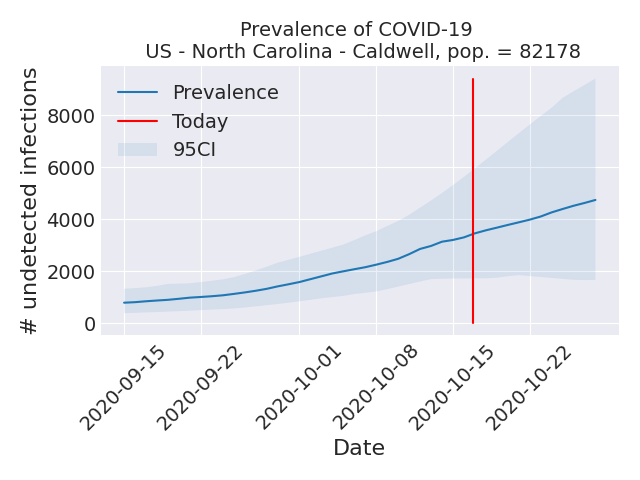 Prevalence of COVID-19
US - North Carolina - Caldwell, pop. = 82178
# undetected infections
8000
6000
4000
2000
0
Prevalence
Today
95CI
2020-09-15
2020-09-22
2020-10-01
2020-10-08
2020-10-15
2020-10-22
Date